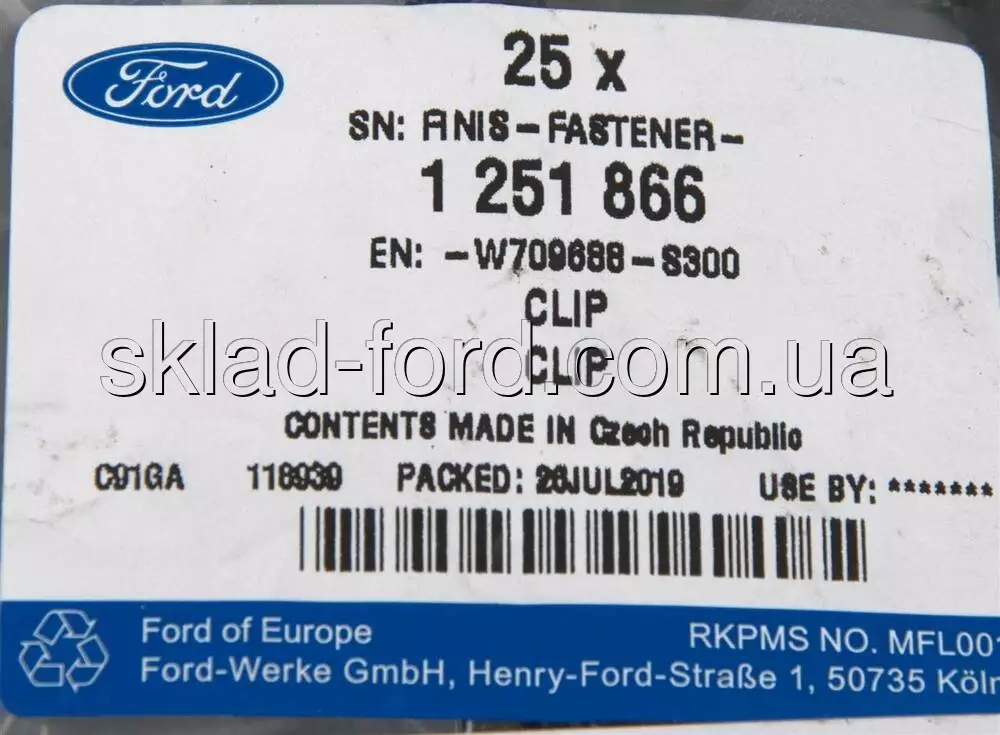 Ford
25 x
SN: FINIS-FASTENER-
1 251 866
EN: -W709688-S300
CLIP
sklad-ford.com.ua
CLIP
CONTENTS MADE IN Czech Republic
C91GA 118939 PACKED: 26JUL2019 USE BY: *******
Ford of Europe RKPMS NO. MFL001
Ford-Werke GmbH, Henry-Ford-Straße 1, 50735 Köln